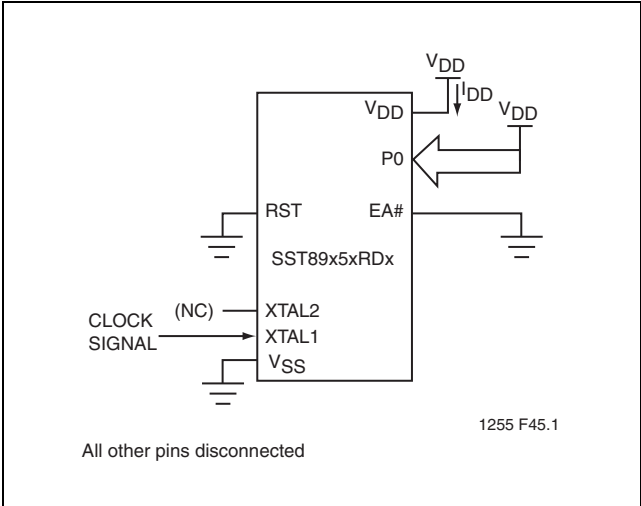 VDD
IDD
VDD
VDD
P0
RST
EA#
SST89x5xRDx
(NC)
XTAL2
CLOCK
SIGNAL
XTAL1
VSS
1255 F45.1
All other pins disconnected